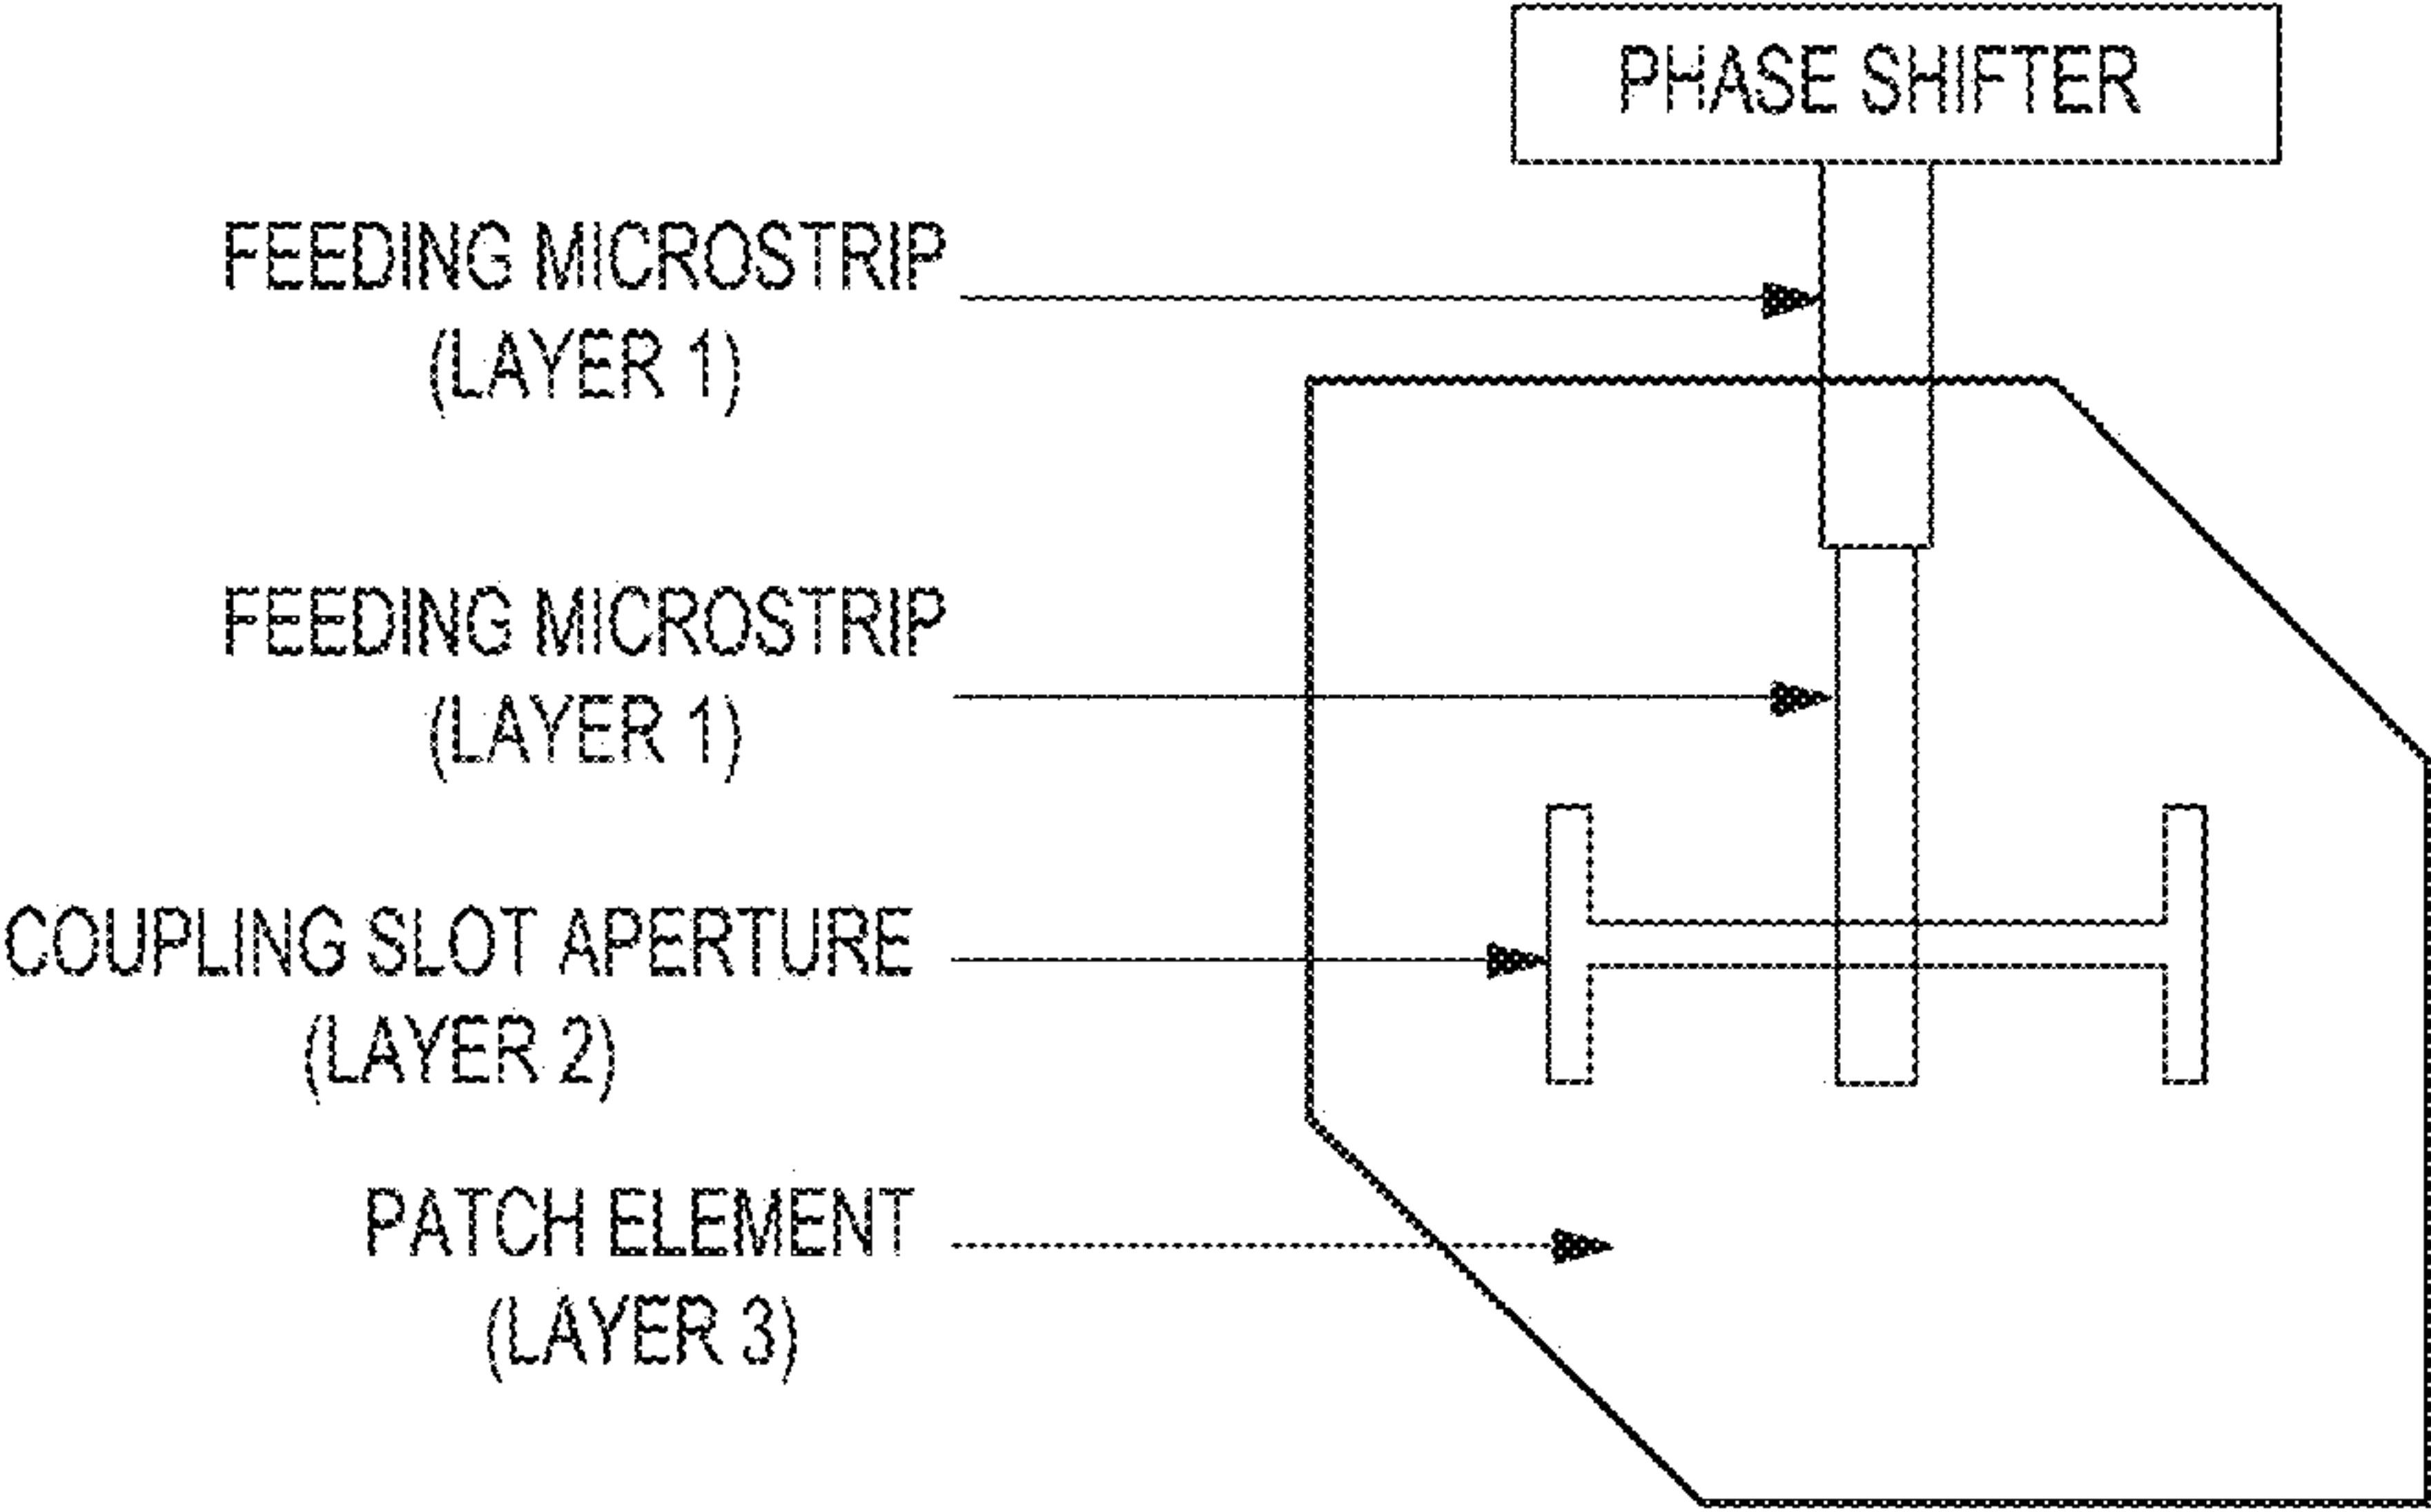 PHASE SHIFTER
FEEDING MICROSTRIP
(LAYER 1)
FEEDING MICROSTRIP
(LAYER 1)
COUPLING SLOT APERTURE
(LAYER 2)
PATCH ELEMENT
(LAYER 3)